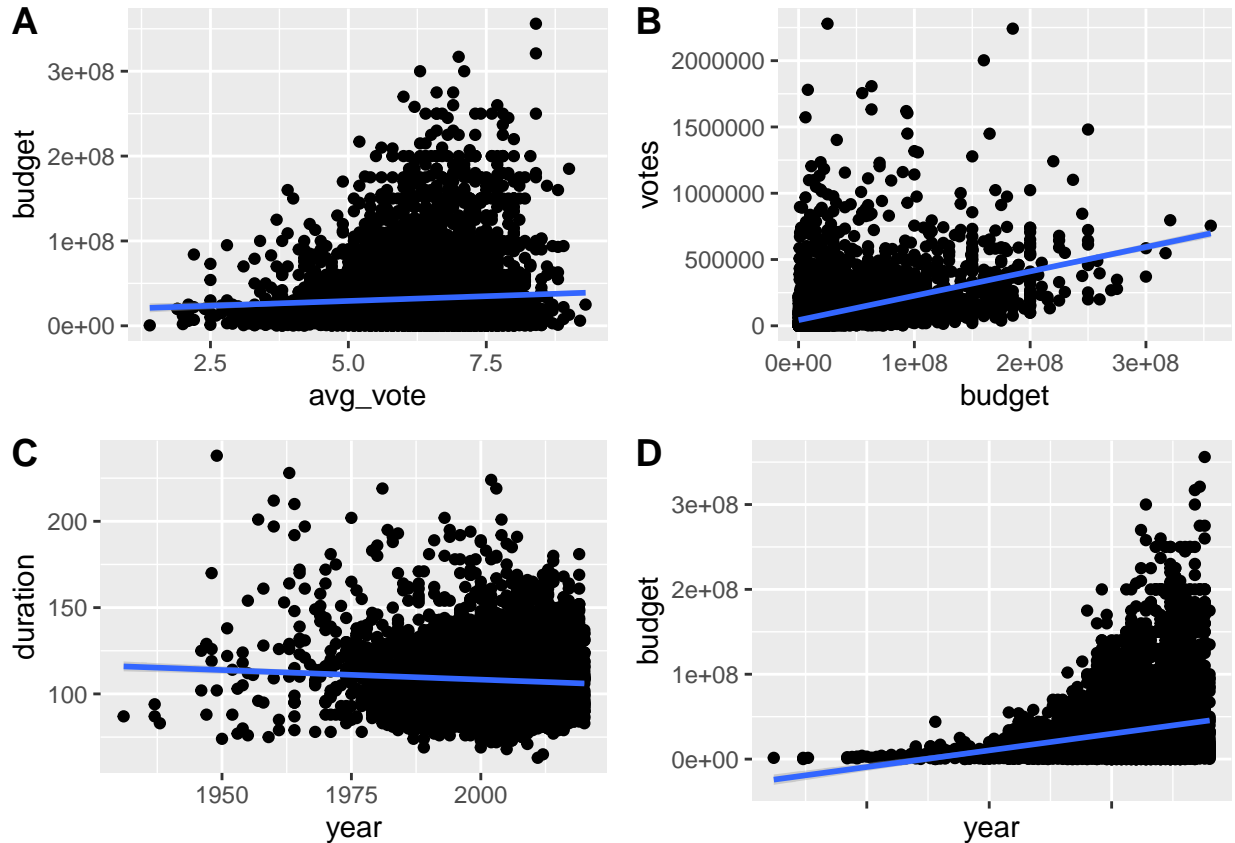 A
budget
3e+08
2e+08
1e+08
0e+00
2.5 5.0 7.5
avg_vote
B
votes
2000000
1500000
1000000
500000
0
0e+00 1e+08 2e+08 3e+08
budget
C
duration
200
150
100
1950 1975 2000
year
D
budget
3e+08
2e+08
1e+08
0e+00
year